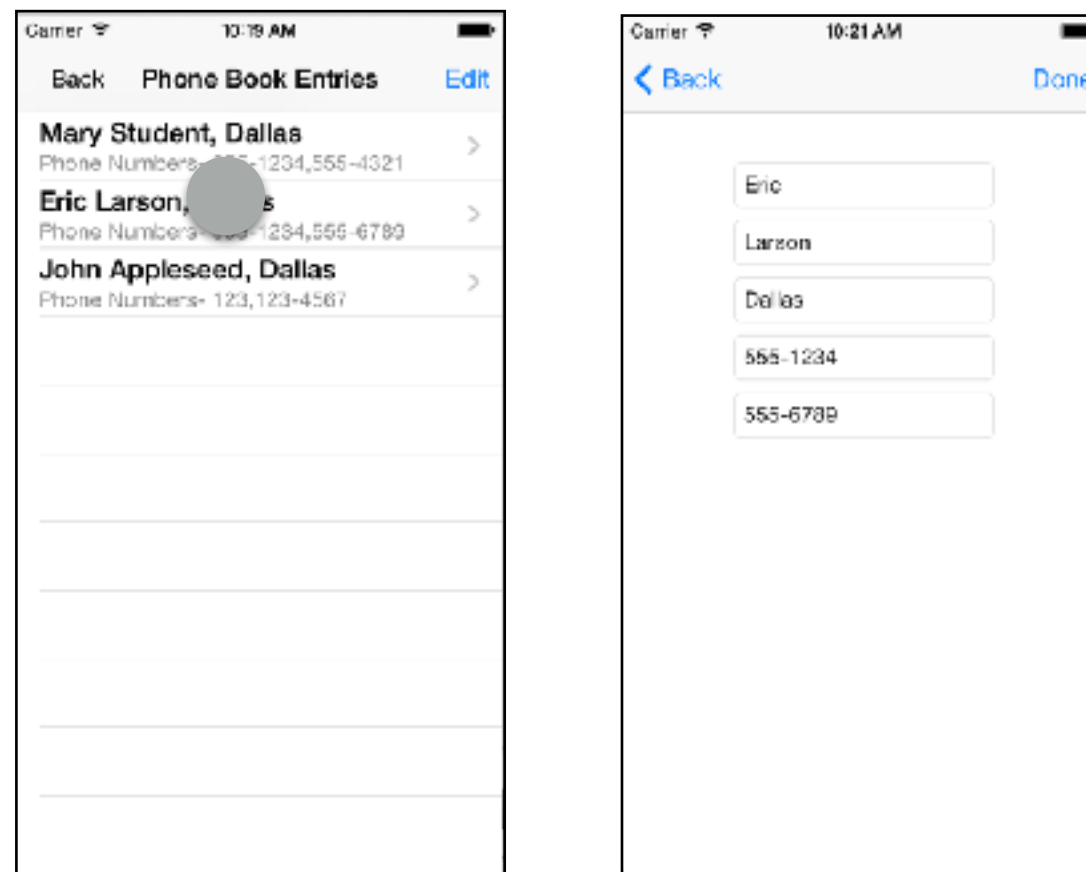 Carrier 10:19 AM
Back Phone Book Entries Edit
Mary Student, Dallas
Phone Numbers- -1234,555-4321
Eric Larson, s
Phone Numbers- -1234,555-6789
John Appleseed, Dallas
Phone Numbers- 123,123-4567
Carrier 10:21 AM
Back Done
Eric
Larson
Dallas
555-1234
555-6789